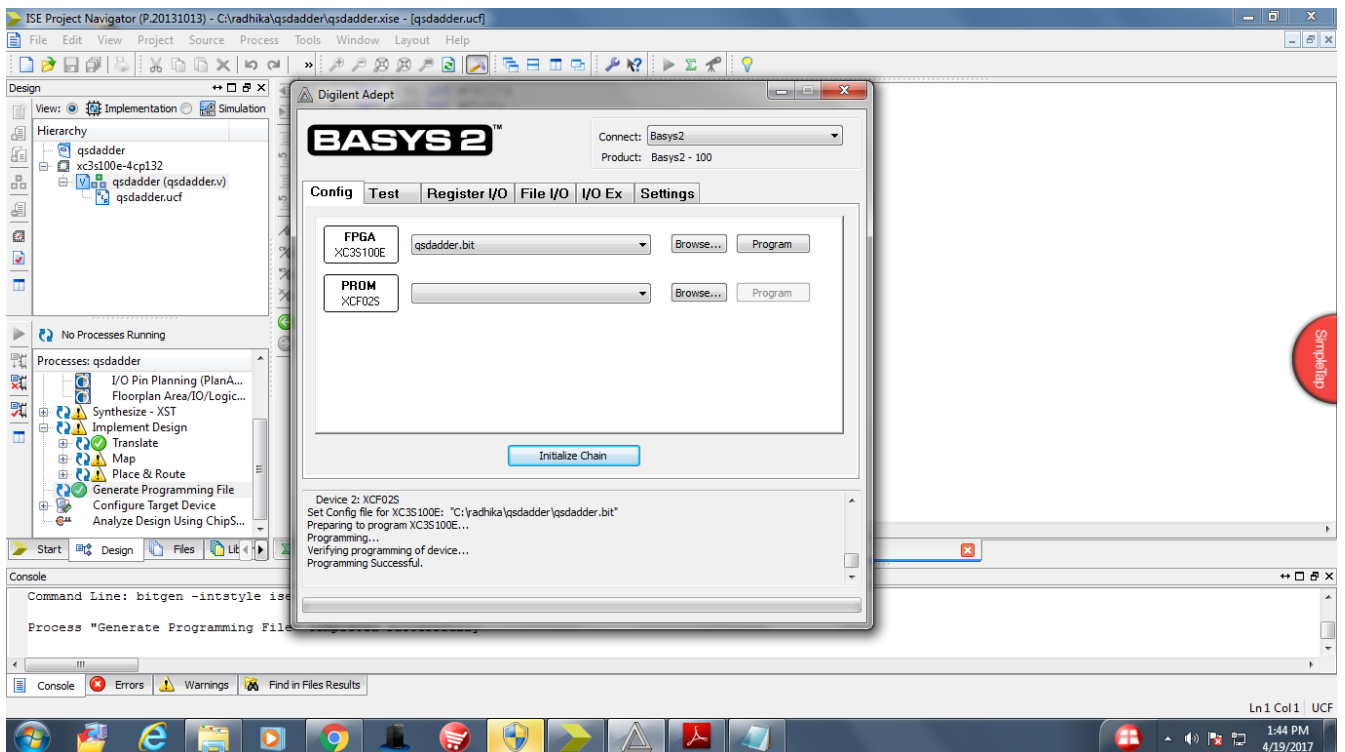 ISE Project Navigator (P.20131013) - C:\radhika\qsdadder\qsdadder.xise - [qsdadder.ucf]
File Edit View Project Source Process Tools Window Layout Help
Design
View: Implementation Simulation
Hierarchy
qsdadder
xc3s100e-4cp132
qsdadder (qsdadder.v)
qsdadder.ucf
No Processes Running
Processes: qsdadder
I/O Pin Planning (PlanA...
Floorplan Area/IO/Logic...
Synthesize - XST
Implement Design
Translate
Map
Place & Route
Generate Programming File
Configure Target Device
Analyze Design Using ChipS...
Start Design Files Lit
Digilent Adept
BASYS 2™
Connect: Basys2
Product: Basys2 - 100
Config Test Register I/O File I/O I/O Ex Settings
FPGA
XC3S100E
qsdadder.bit
Browse... Program
PROM
XCF02S
Browse... Program
Initialize Chain
Device 2: XCF02S
Set Config file for XC3S100E: "C:\radhika\qsdadder\qsdadder.bit"
Preparing to program XC3S100E...
Programming...
Verifying programming of device...
Programming Successful.
SimpleTap
Console
Command Line: bitgen -intstyle ise
Process "Generate Programming File
Console Errors Warnings Find in Files Results
Ln 1 Col 1 UCF
1:44 PM
4/19/2017